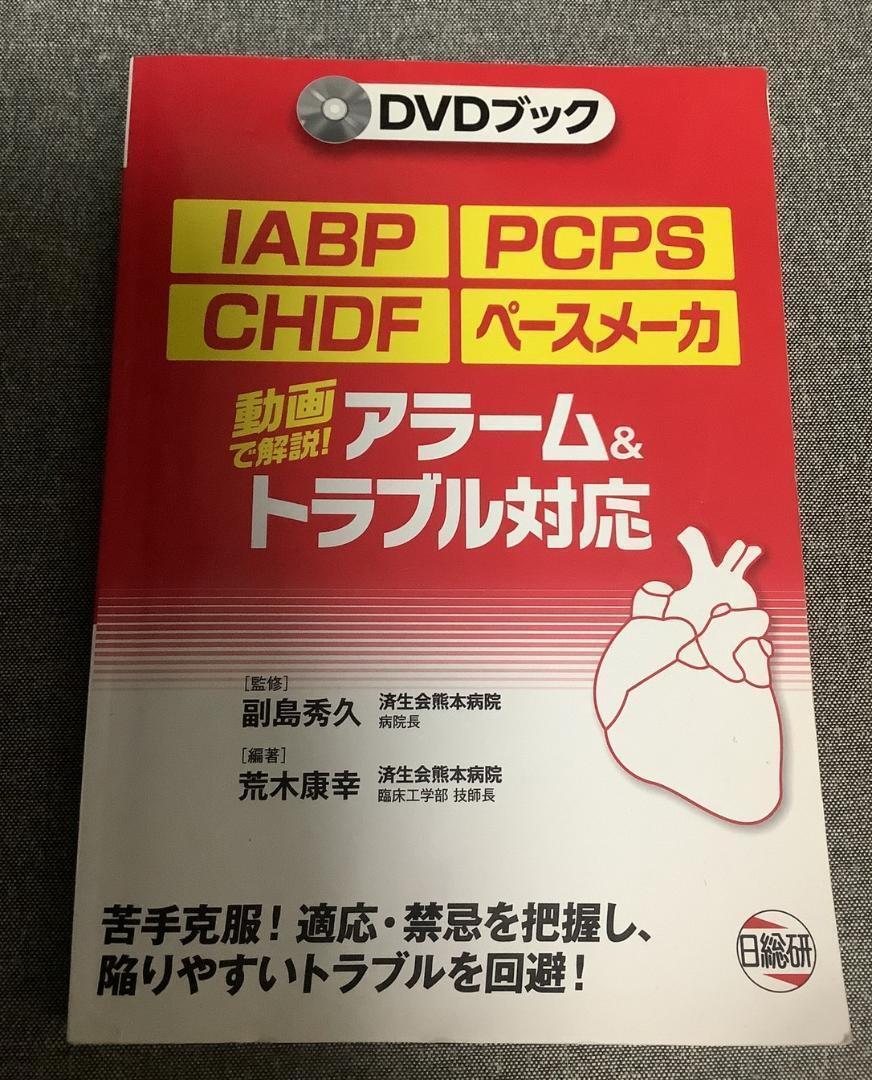 DVDブック
IABP
PCPS
CHDF
ペースメーカ
動画
で解説!
アラーム&
トラブル対応
[監修]
副島秀久
済生会熊本病院
病院長
[編著]
荒木康幸
済生会熊本病院
臨床工学部 技師長
苦手克服!適応・禁忌を把握し、
陥りやすいトラブルを回避!
日総研